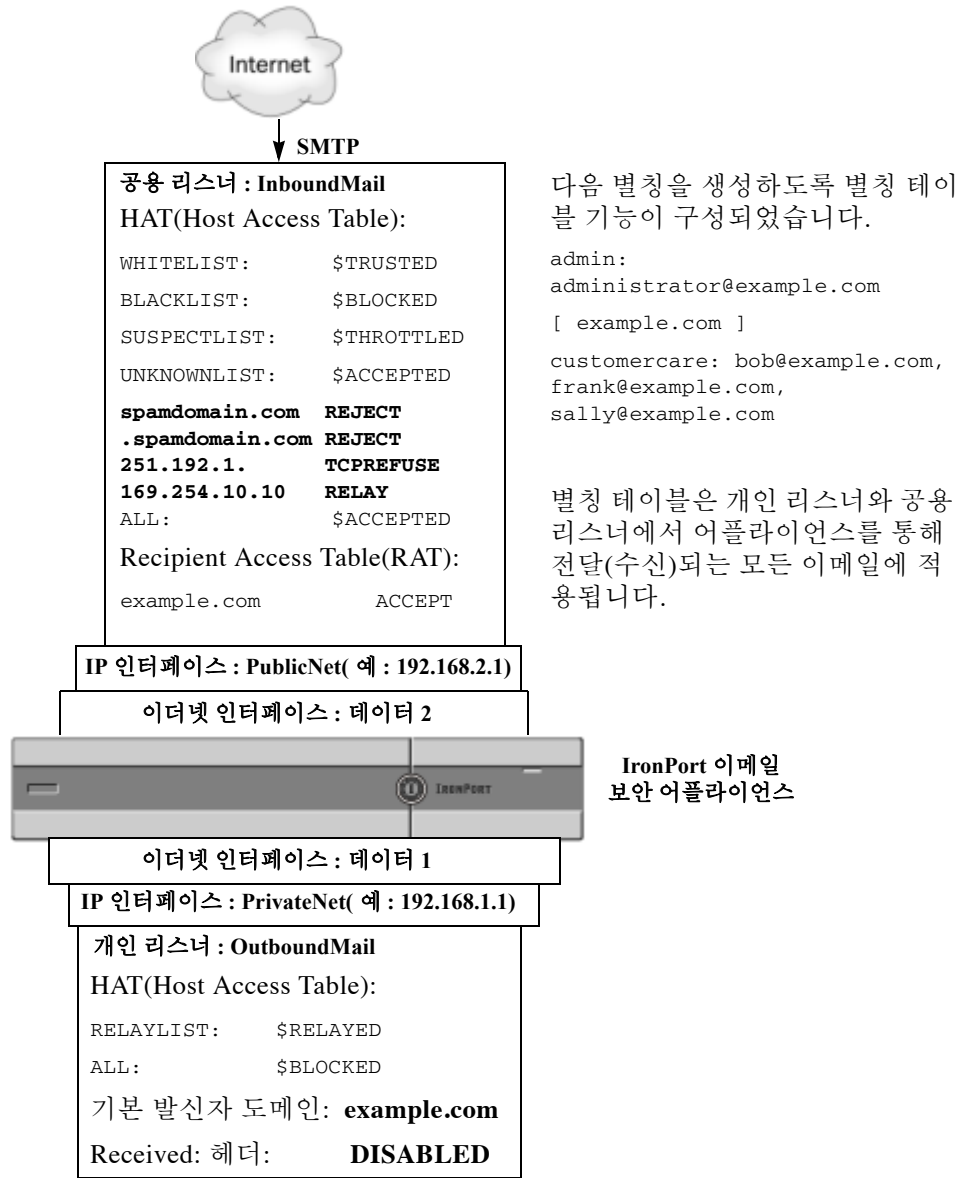 Internet
SMTP
공용 리스너 : InboundMail
HAT(Host Access Table):
WHITELIST: $TRUSTED
BLACKLIST: $BLOCKED
SUSPECTLIST: $THROTTLED
UNKNOWNLIST: $ACCEPTED
spamdomain.com REJECT
.spamdomain.com REJECT
251.192.1. TCPREFUSE
169.254.10.10 RELAY
ALL: $ACCEPTED
Recipient Access Table(RAT):
example.com ACCEPT
다음 별칭을 생성하도록 별칭 테이
블 기능이 구성되었습니다.
admin:
administrator@example.com
[ example.com ]
customercare: bob@example.com,
frank@example.com,
sally@example.com
별칭 테이블은 개인 리스너와 공용
리스너에서 어플라이언스를 통해
전달(수신)되는 모든 이메일에 적
용됩니다.
IP 인터페이스 : PublicNet( 예 : 192.168.2.1)
이더넷 인터페이스 : 데이터 2
IRONPORT
IronPort 이메일
보안 어플라이언스
이더넷 인터페이스 : 데이터 1
IP 인터페이스 : PrivateNet( 예 : 192.168.1.1)
개인 리스너 : OutboundMail
HAT(Host Access Table):
RELAYLIST: $RELAYED
ALL: $BLOCKED
기본 발신자 도메인: example.com
Received: 헤더: DISABLED